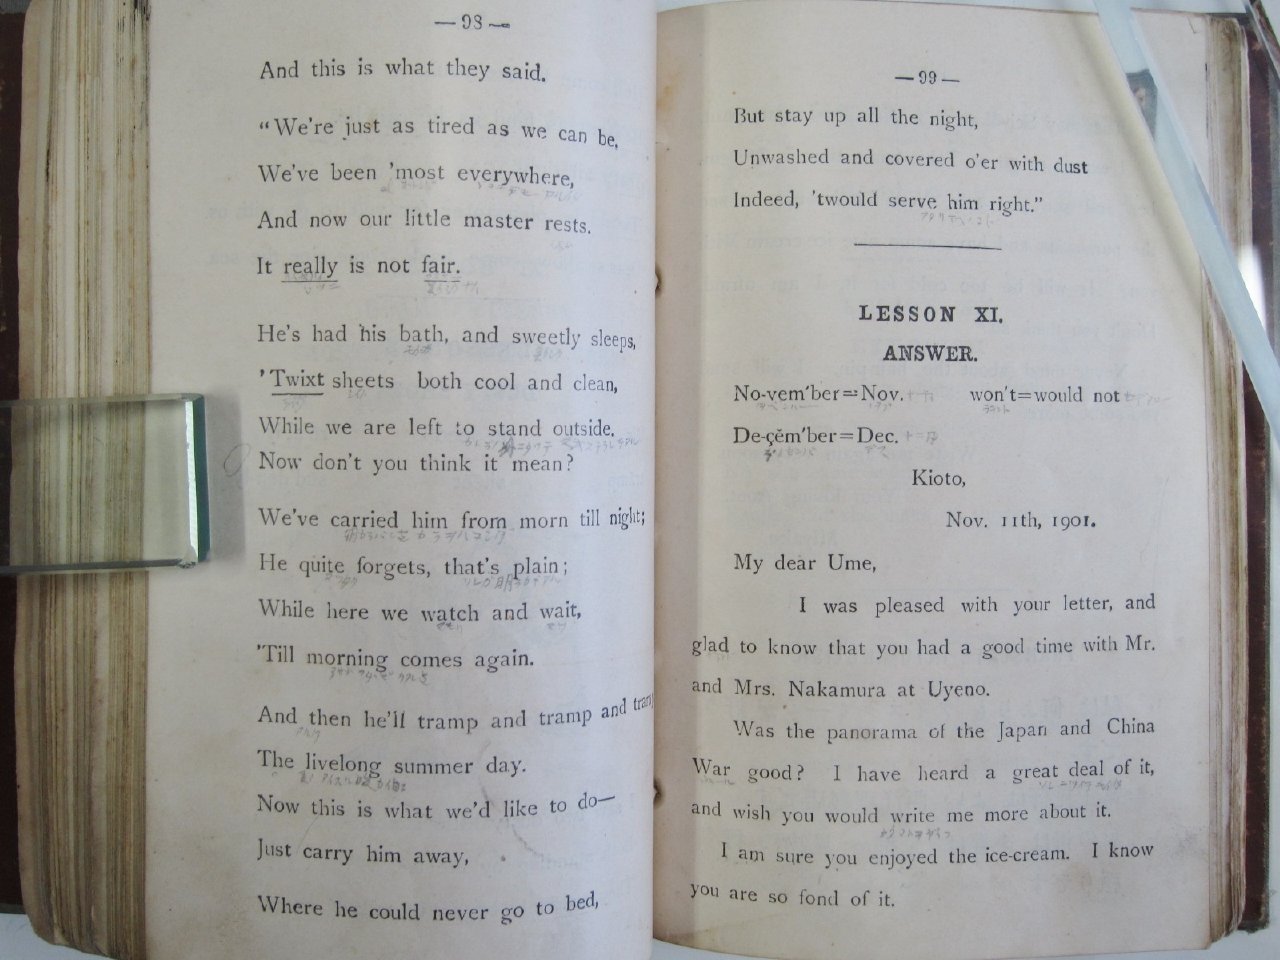 — 98 —
And this is what they said.
“We're just as tired as we can be,
We've been 'most everywhere,
And now our little master rests.
It really is not fair.
He's had his bath, and sweetly sleeps,
'Twixt sheets both cool and clean,
While we are left to stand outside.
Now don't you think it mean?
We've carried him from morn till night;
He quite forgets, that's plain;
While here we watch and wait,
'Till morning comes again.
And then he'll tramp and tramp and tramp
The livelong summer day.
Now this is what we'd like to do—
Just carry him away,
Where he could never go to bed,
— 99 —
But stay up all the night,
Unwashed and covered o'er with dust
Indeed, 'twould serve him right.”
LESSON XI.
ANSWER.
No-vem′ber=Nov. won't=would not
De-çĕm′ber=Dec.
Kioto,
Nov. 11th, 1901.
My dear Ume,
I was pleased with your letter, and
glad to know that you had a good time with Mr.
and Mrs. Nakamura at Uyeno.
Was the panorama of the Japan and China
War good? I have heard a great deal of it,
and wish you would write me more about it.
I am sure you enjoyed the ice-cream. I know
you are so fond of it.